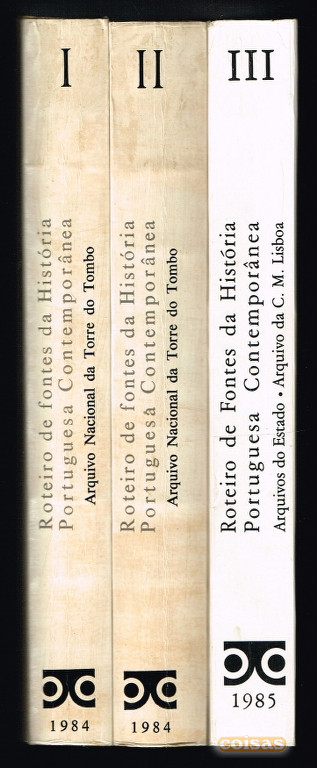 I
Roteiro de fontes da História
Portuguesa Contemporânea
Arquivo Nacional da Torre do Tombo
1984
II
Roteiro de fontes da História
Portuguesà Contemporânea
Arquivo Nacional da Torre do Tombo
1984
III
Roteiro de Fontes da História
Portuguesa Contemporânea
Arquivos do Estado • Arquivo da C. M. Lisboa
1985
coisas